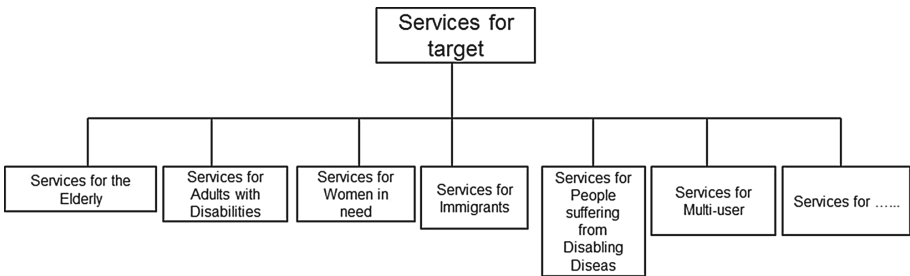 Services for
target
Services for the
Elderly
Services for
Adults with
Disabilities
Services for
Women in
need
Services for
Immigrants
Services for
People
suffering
from
Disabling
Diseas
Services for
Multi-user
Services for …...